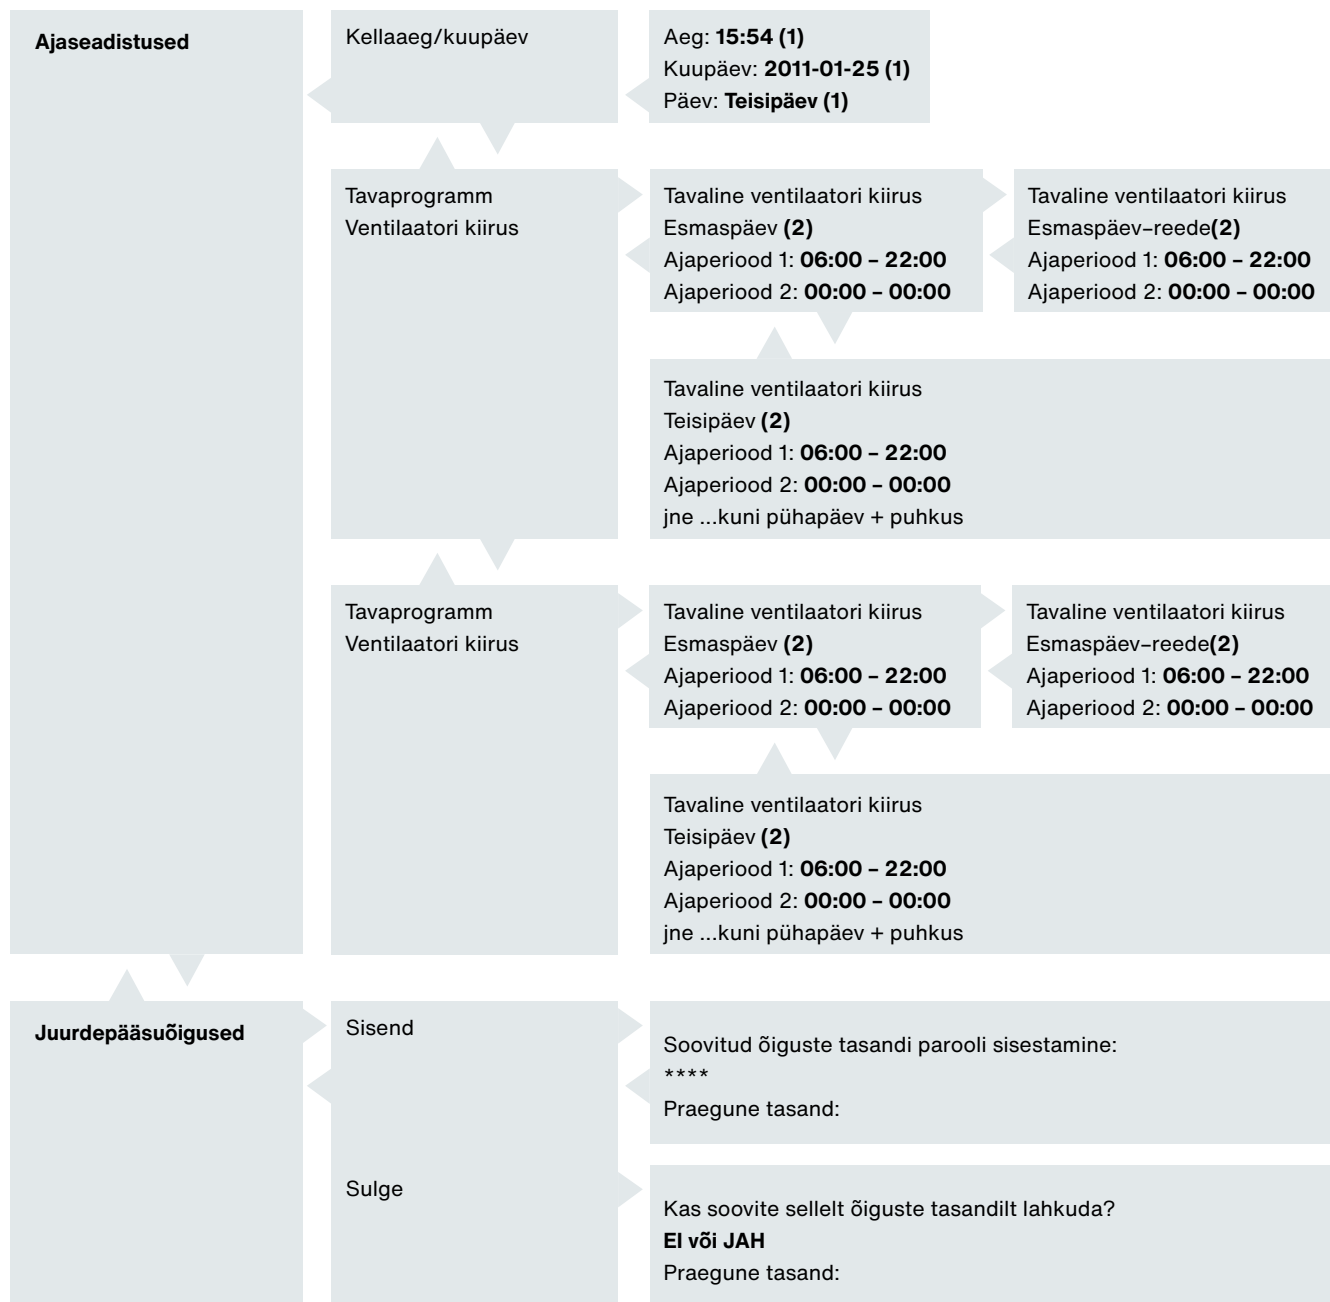 Ajaseadistused
Kellaaeg/kuupäev
Aeg: 15:54 (1)
Kuupäev: 2011-01-25 (1)
Päev: Teisipäev (1)
Tavaprogramm
Ventilaatori kiirus
Tavaline ventilaatori kiirus
Esmaspäev (2)
Ajaperiood 1: 06:00 – 22:00
Ajaperiood 2: 00:00 – 00:00
Tavaline ventilaatori kiirus
Esmaspäev–reede(2)
Ajaperiood 1: 06:00 – 22:00
Ajaperiood 2: 00:00 – 00:00
Tavaline ventilaatori kiirus
Teisipäev (2)
Ajaperiood 1: 06:00 – 22:00
Ajaperiood 2: 00:00 – 00:00
jne ...kuni pühapäev + puhkus
Tavaprogramm
Ventilaatori kiirus
Tavaline ventilaatori kiirus
Esmaspäev (2)
Ajaperiood 1: 06:00 – 22:00
Ajaperiood 2: 00:00 – 00:00
Tavaline ventilaatori kiirus
Esmaspäev–reede(2)
Ajaperiood 1: 06:00 – 22:00
Ajaperiood 2: 00:00 – 00:00
Tavaline ventilaatori kiirus
Teisipäev (2)
Ajaperiood 1: 06:00 – 22:00
Ajaperiood 2: 00:00 – 00:00
jne ...kuni pühapäev + puhkus
Juurdepääsuõigused
Sisend
Soovitud õiguste tasandi parooli sisestamine:
****
Praegune tasand:
Sulge
Kas soovite sellelt õiguste tasandilt lahkuda?
EI või JAH
Praegune tasand: